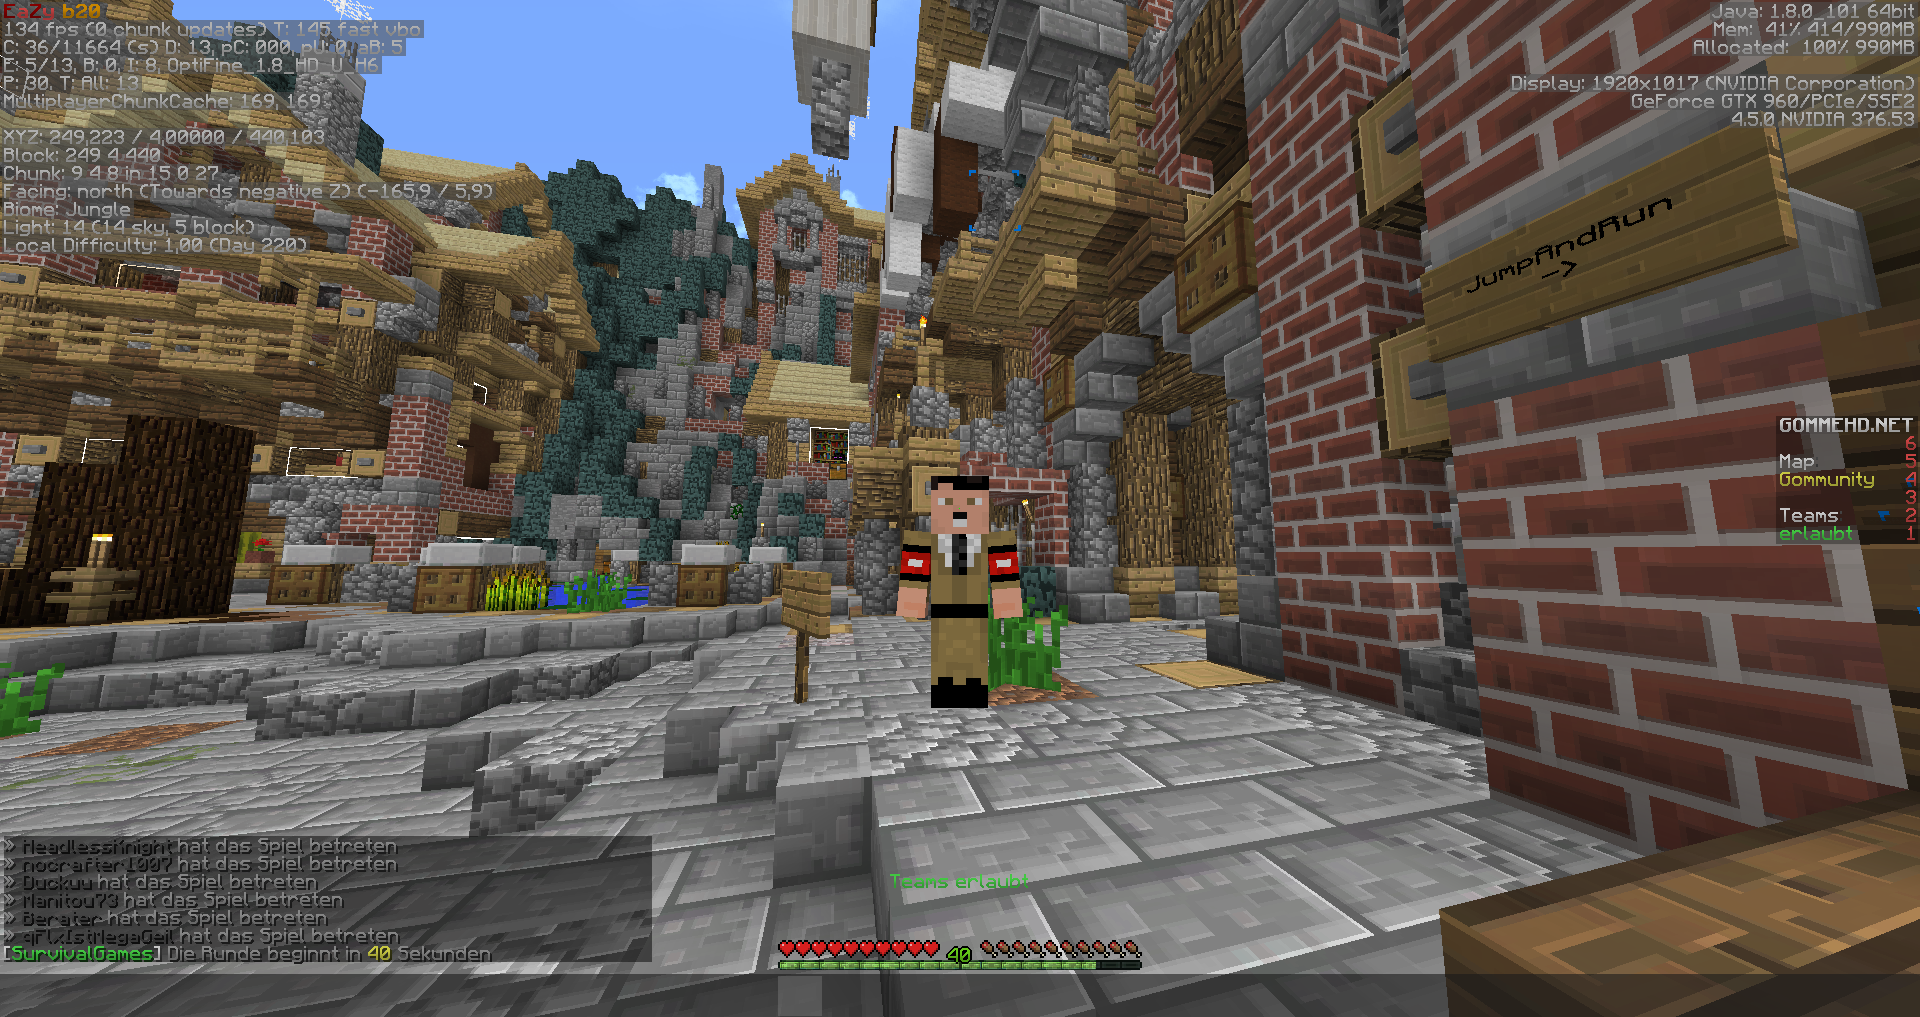 EaZy b20
134 fps (0 chunk updates) T: 145 fast vbo
C: 36/11664 (s) D: 13, pC: 000, pU: 0, aB: 5
E: 5/13, B: 0, I: 8, OptiFine_1.8_HD_U_H6
P: 30. T: All: 13
MultiplayerChunkCache: 169, 169
XYZ: 249,223 / 4,00000 / 440,103
Block: 249 4 440
Chunk: 9 4 8 in 15 0 27
Facing: north (Towards negative Z) (-165,9 / 5,9)
Biome: Jungle
Light: 14 (14 sky, 5 block)
Local Difficulty: 1,00 (Day 220)
Java: 1.8.0_101 64bit
Mem: 41% 414/990MB
Allocated: 100% 990MB
Display: 1920x1017 (NVIDIA Corporation)
GeForce GTX 960/PCIe/SSE2
4.5.0 NVIDIA 376.53
JumpAndRun
->
GOMMEHD.NET
6
Map 5
Gommunity 4
3
Teams 2
erlaubt 1
» HeadlessKnight hat das Spiel betreten
» nocrafter1007 hat das Spiel betreten
» Duckuu hat das Spiel betreten
» Manitou73 hat das Spiel betreten
» Berater hat das Spiel betreten
» hat das Spiel betreten
[SurvivalGames] Die Runde beginnt in 40 Sekunden
Teams erlaubt
40